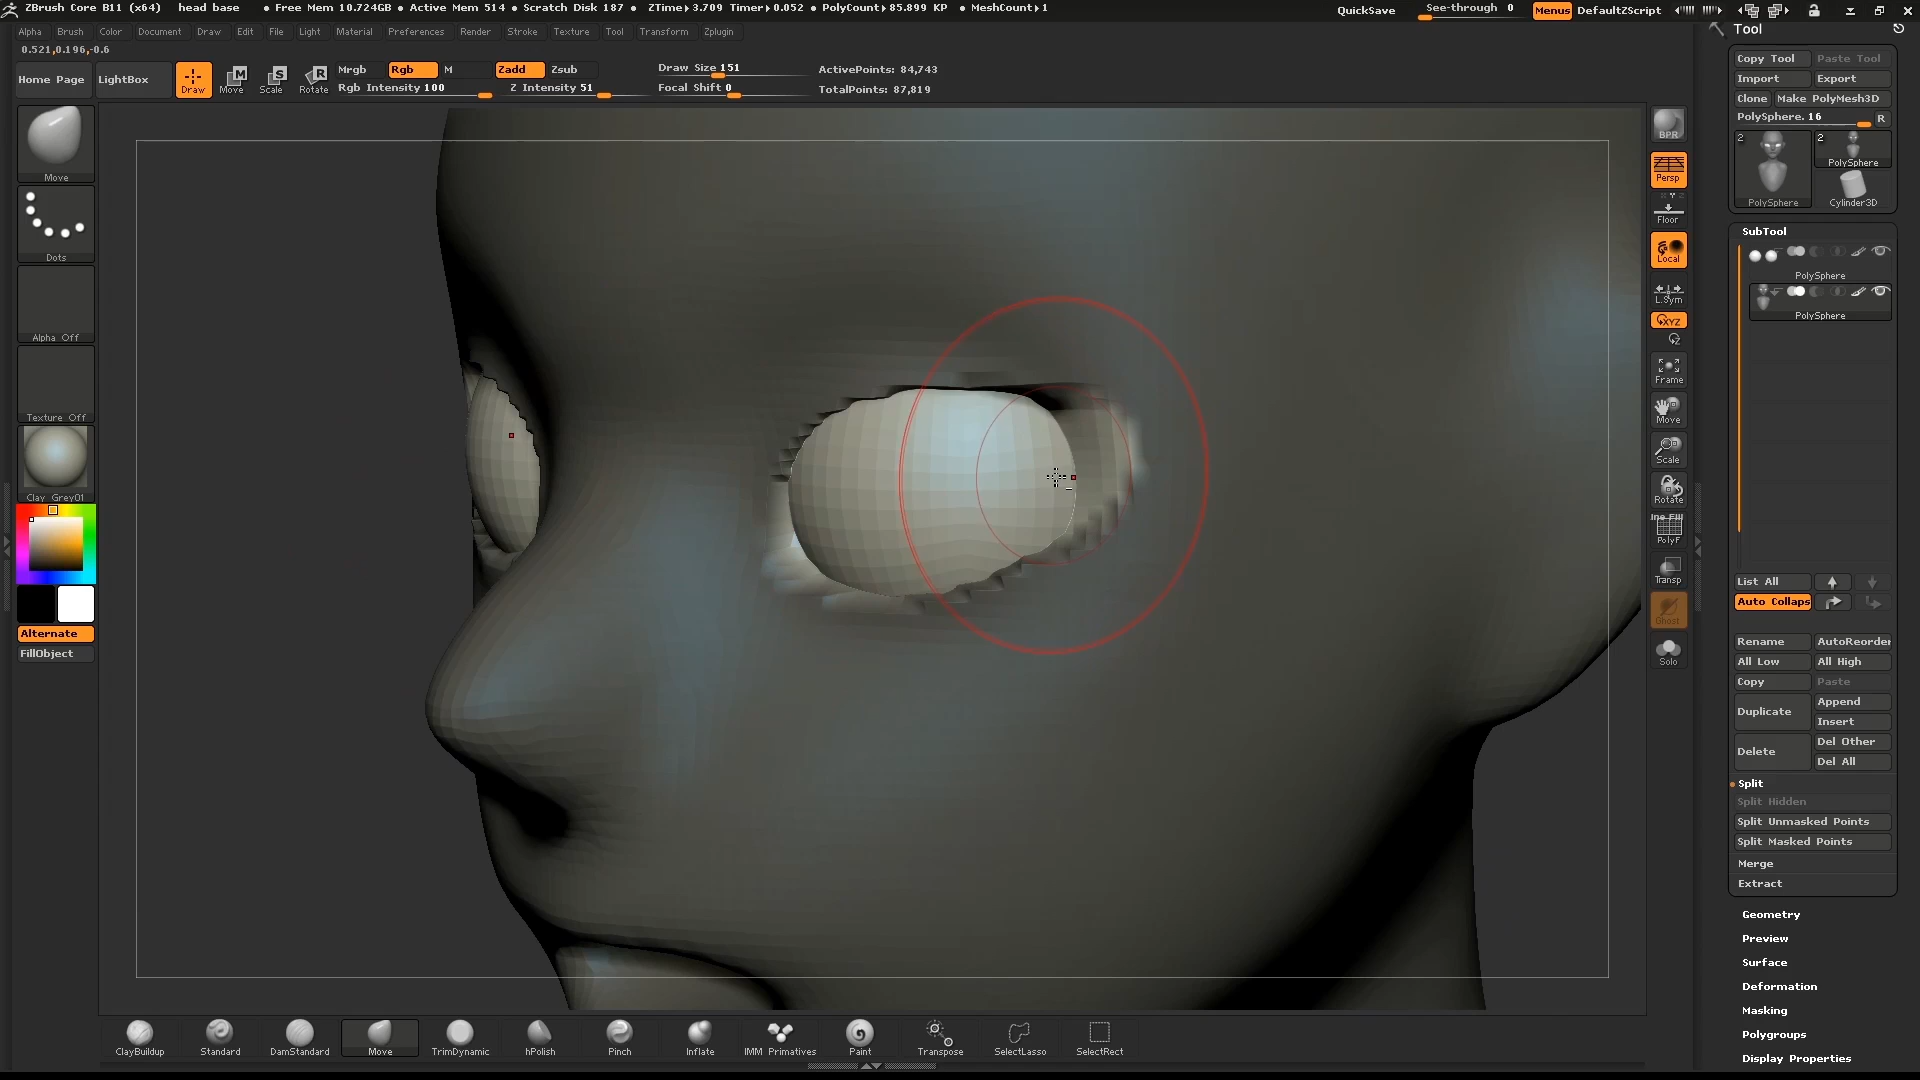 ZBrush Core B11 (x64) head base • Free Mem 10.724GB • Active Mem 514 • Scratch Disk 187 • ZTime▸3.709 Timer▸0.052 • PolyCount▸85.899 KP • MeshCount▸1
QuickSave See-through 0 Menus DefaultZScript
Alpha Brush Color Document Draw Edit File Light Material Preferences Render Stroke Texture Tool Transform Zplugin
Tool
0.521,0.196,-0.6
Home Page LightBox Draw Move Scale Rotate
Mrgb Rgb M Zadd Zsub
Rgb Intensity 100 Z Intensity 51
Draw Size 151
Focal Shift 0
ActivePoints: 84,743
TotalPoints: 87,819
Move
Dots
Alpha Off
Texture Off
Clay Grey01
Alternate
FillObject
BPR
Persp
Floor
Local
L.Sym
XYZ
Frame
Move
Scale
Rotate
ine Fill
PolyF
Transp
Ghost
Solo
Copy Tool Paste Tool
Import Export
Clone Make PolyMesh3D
PolySphere. 16 R
2 2
PolySphere
PolySphere Cylinder3D
SubTool
PolySphere
PolySphere
List All
Auto Collaps
Rename AutoReorder
All Low All High
Copy Paste
Duplicate Append
Insert
Delete Del Other
Del All
Split
Split Hidden
Split Unmasked Points
Split Masked Points
Merge
Extract
Geometry
Preview
Surface
Deformation
Masking
Polygroups
Display Properties
ClayBuildup Standard DamStandard Move TrimDynamic hPolish Pinch Inflate IMM Primitives Paint Transpose SelectLasso SelectRect